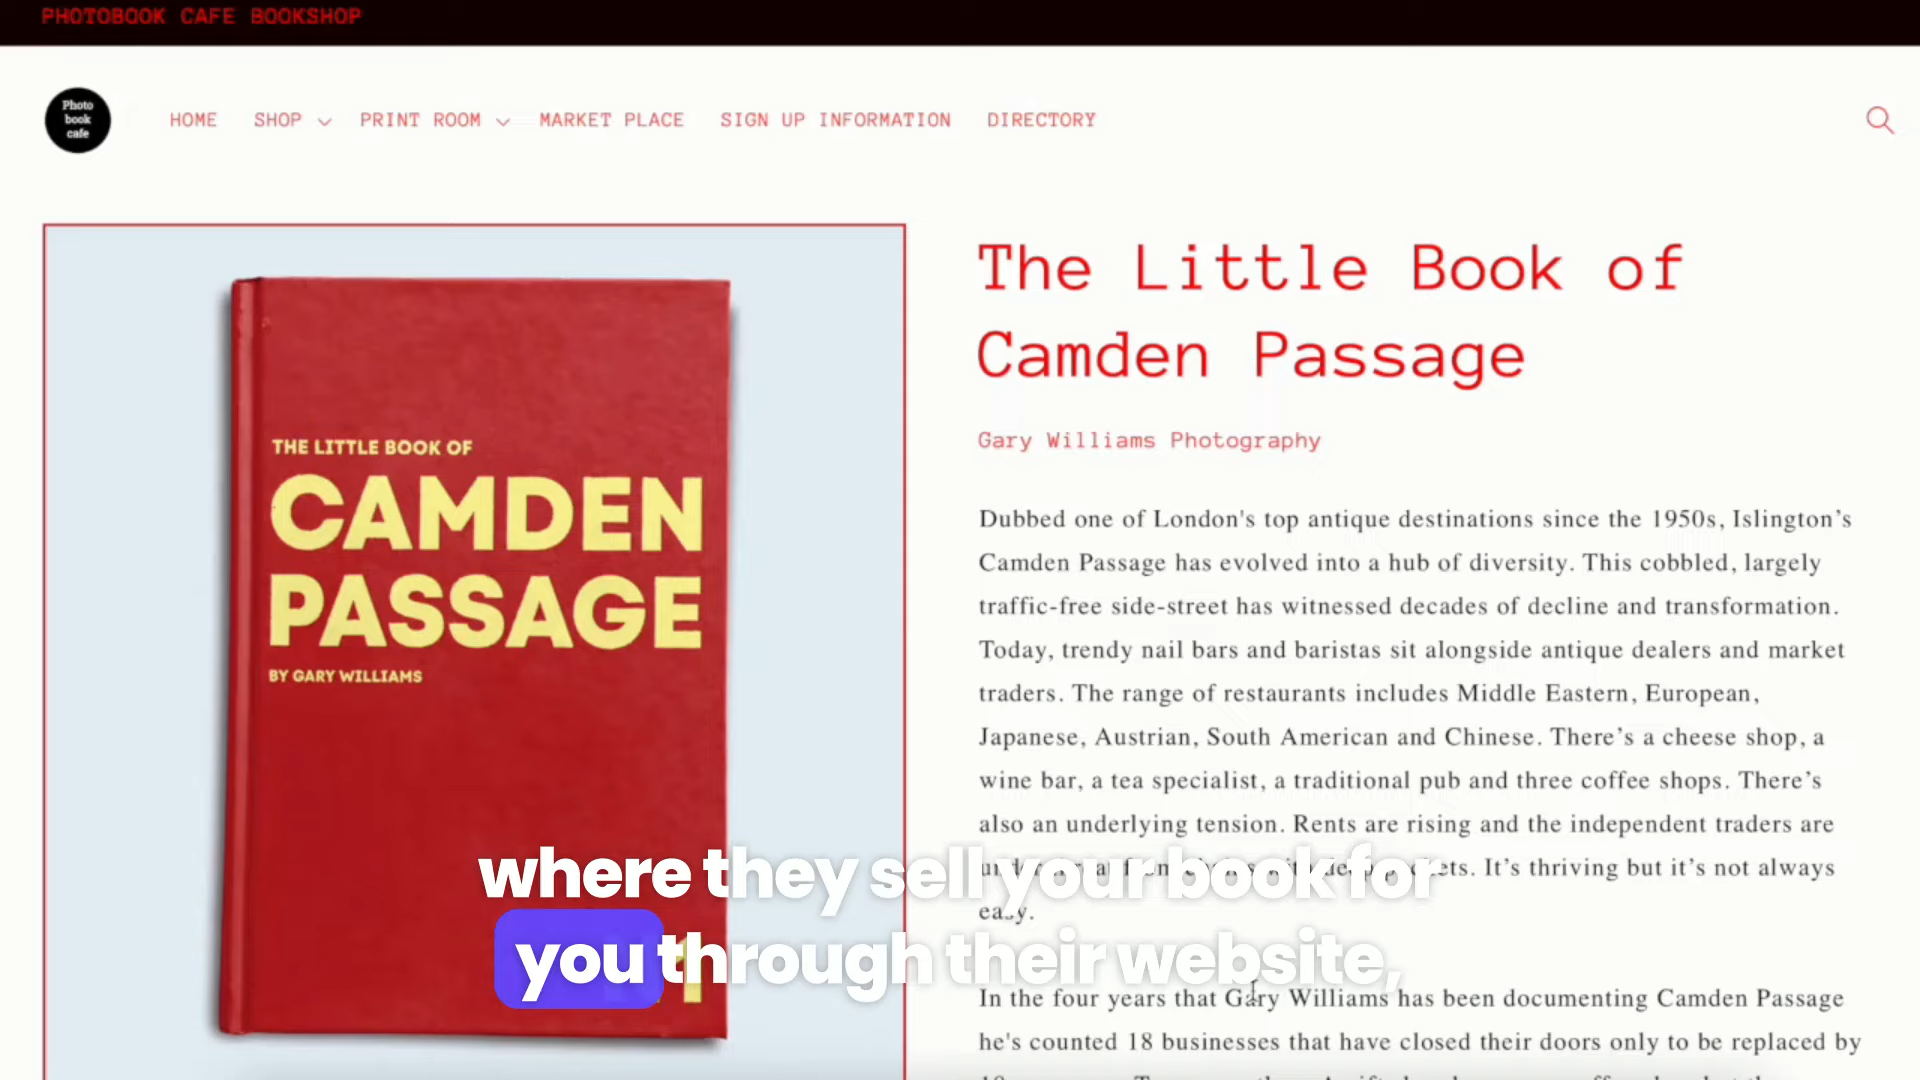 PHOTOBOOK CAFE BOOKSHOP
Photo
book
cafe
HOME
SHOP
PRINT ROOM
MARKET PLACE
SIGN UP INFORMATION
DIRECTORY
THE LITTLE BOOK OF
CAMDEN
PASSAGE
BY GARY WILLIAMS
The Little Book of
Camden Passage
Gary Williams Photography
Dubbed one of London's top antique destinations since the 1950s, Islington’s
Camden Passage has evolved into a hub of diversity. This cobbled, largely
traffic-free side-street has witnessed decades of decline and transformation.
Today, trendy nail bars and baristas sit alongside antique dealers and market
traders. The range of restaurants includes Middle Eastern, European,
Japanese, Austrian, South American and Chinese. There’s a cheese shop, a
wine bar, a tea specialist, a traditional pub and three coffee shops. There’s
also an underlying tension. Rents are rising and the independent traders are
It’s thriving but it’s not always
easy.
In the four years that Gary Williams has been documenting Camden Passage
he's counted 18 businesses that have closed their doors only to be replaced by
where they sell your book for
you through their website,